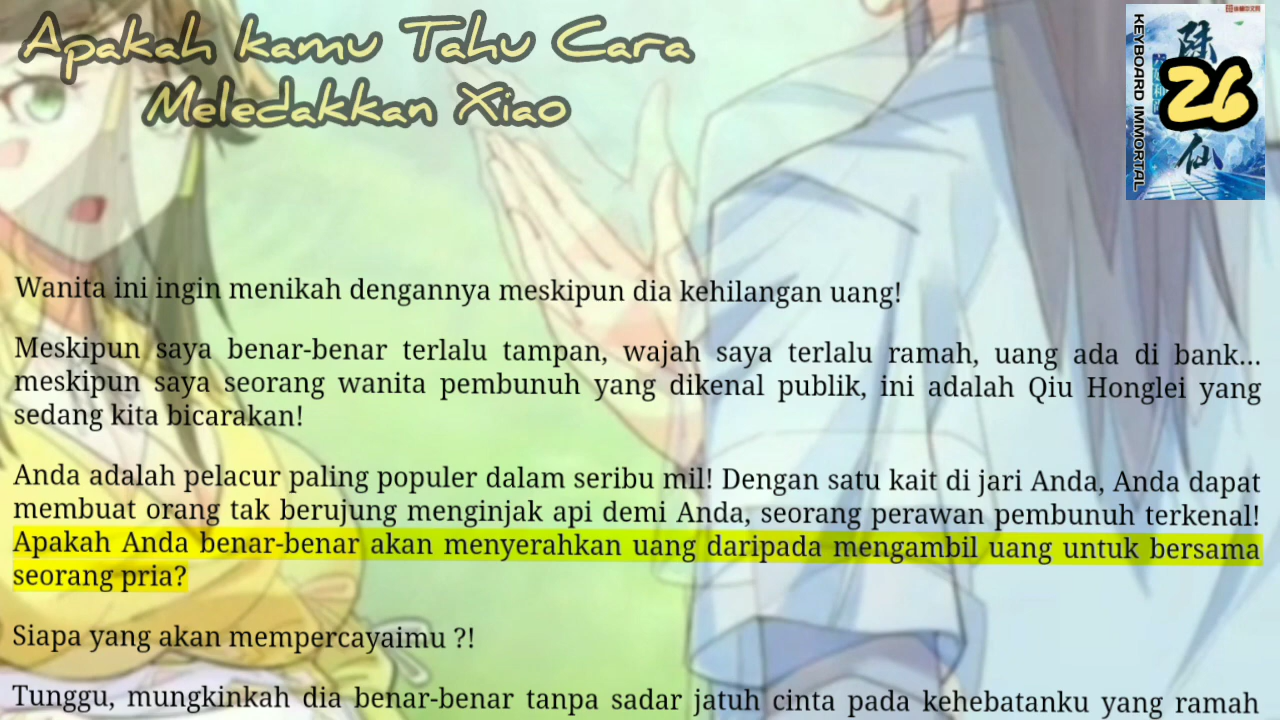 Apakah kamu Tahu Cara
Meledakkan Xiao
KEYBOARD IMMORTAL
26
仙
Wanita ini ingin menikah dengannya meskipun dia kehilangan uang!
Meskipun saya benar-benar terlalu tampan, wajah saya terlalu ramah, uang ada di bank...
meskipun saya seorang wanita pembunuh yang dikenal publik, ini adalah Qiu Honglei yang
sedang kita bicarakan!
Anda adalah pelacur paling populer dalam seribu mil! Dengan satu kait di jari Anda, Anda dapat
membuat orang tak berujung menginjak api demi Anda, seorang perawan pembunuh terkenal!
Apakah Anda benar-benar akan menyerahkan uang daripada mengambil uang untuk bersama
seorang pria?
Siapa yang akan mempercayaimu ?!
Tunggu, mungkinkah dia benar-benar tanpa sadar jatuh cinta pada kehebatanku yang ramah